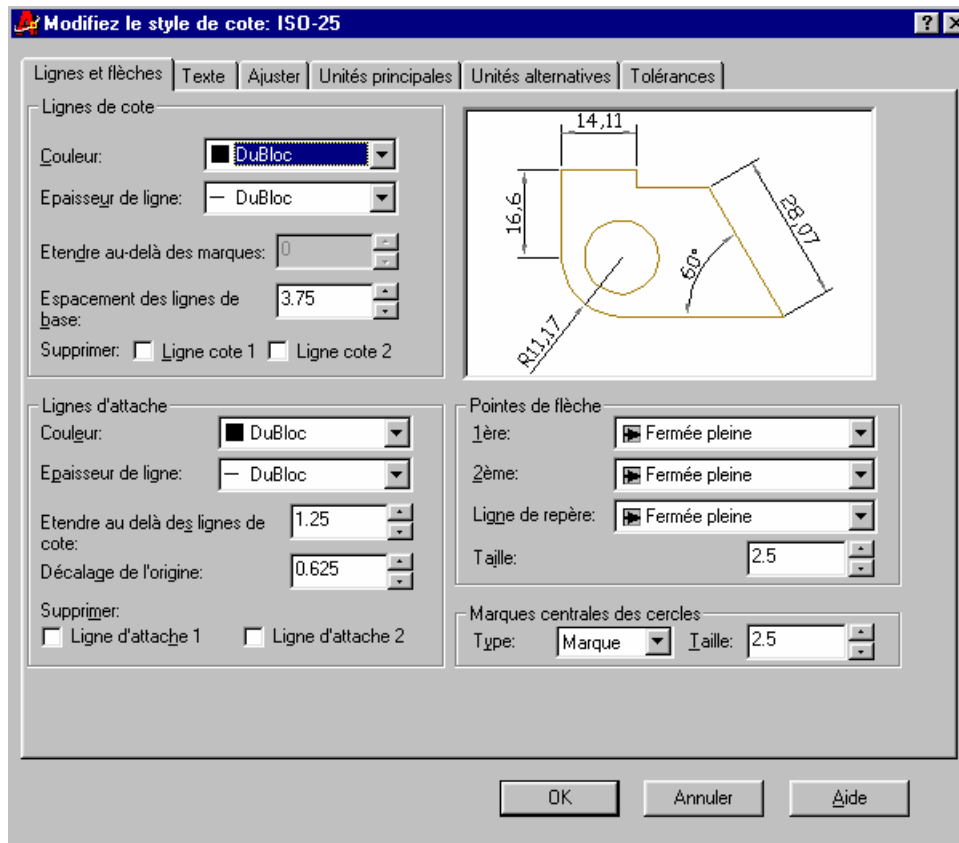 Modifiez le style de cote: ISO-25
Lignes et flèches
Texte
Ajuster
Unités principales
Unités alternatives
Tolérances
Lignes de cote
Couleur:
DuBloc
Epaisseur de ligne:
DuBloc
Etendre au-delà des marques:
0
Espacement des lignes de
base:
3.75
Supprimer:
Ligne cote 1
Ligne cote 2
14,11
16,6
28,07
60°
R11,17
Lignes d'attache
Couleur:
DuBloc
Epaisseur de ligne:
DuBloc
Etendre au delà des lignes de
cote:
1.25
Décalage de l'origine:
0.625
Supprimer:
Ligne d'attache 1
Ligne d'attache 2
Pointes de flèche
1ère:
Fermée pleine
2ème:
Fermée pleine
Ligne de repère:
Fermée pleine
Taille:
2.5
Marques centrales des cercles
Type:
Marque
Taille:
2.5
OK
Annuler
Aide